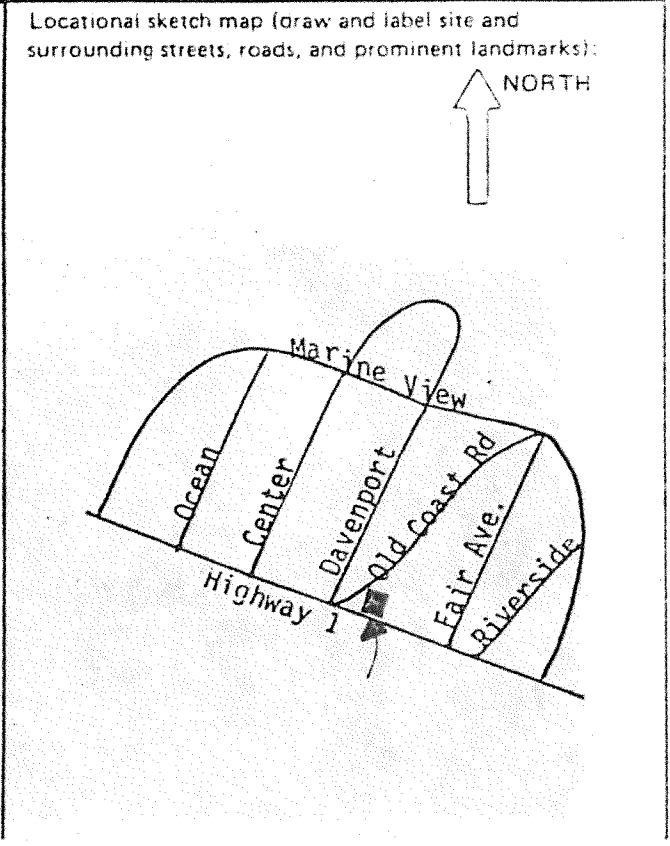 Locational sketch map (draw and label site and
surrounding streets, roads, and prominent landmarks):
NORTH
Marine View
Ocean
Center
Davenport
Old Coast Rd
Fair Ave.
Riverside
Highway 1